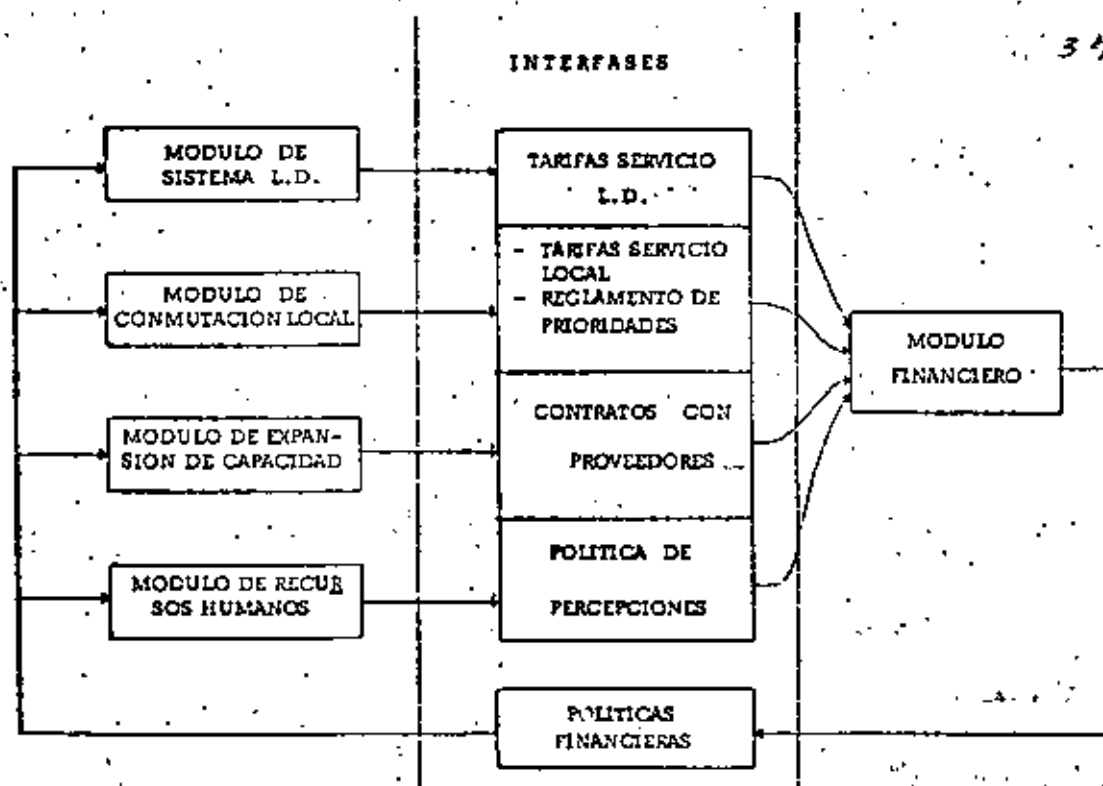 INTERFASES
34
MODULO DE
SISTEMA L.D.
TARIFAS SERVICIO
L.D.
MODULO DE
CONMUTACION LOCAL
- TARIFAS SERVICIO
LOCAL
- REGLAMENTO DE
PRIORIDADES
MODULO
FINANCIERO
MODULO DE EXPAN-
SION DE CAPACIDAD
CONTRATOS CON
PROVEEDORES
MODULO DE RECUR
SOS HUMANOS
POLITICA DE
PERCEPCIONES
POLITICAS
FINANCIERAS